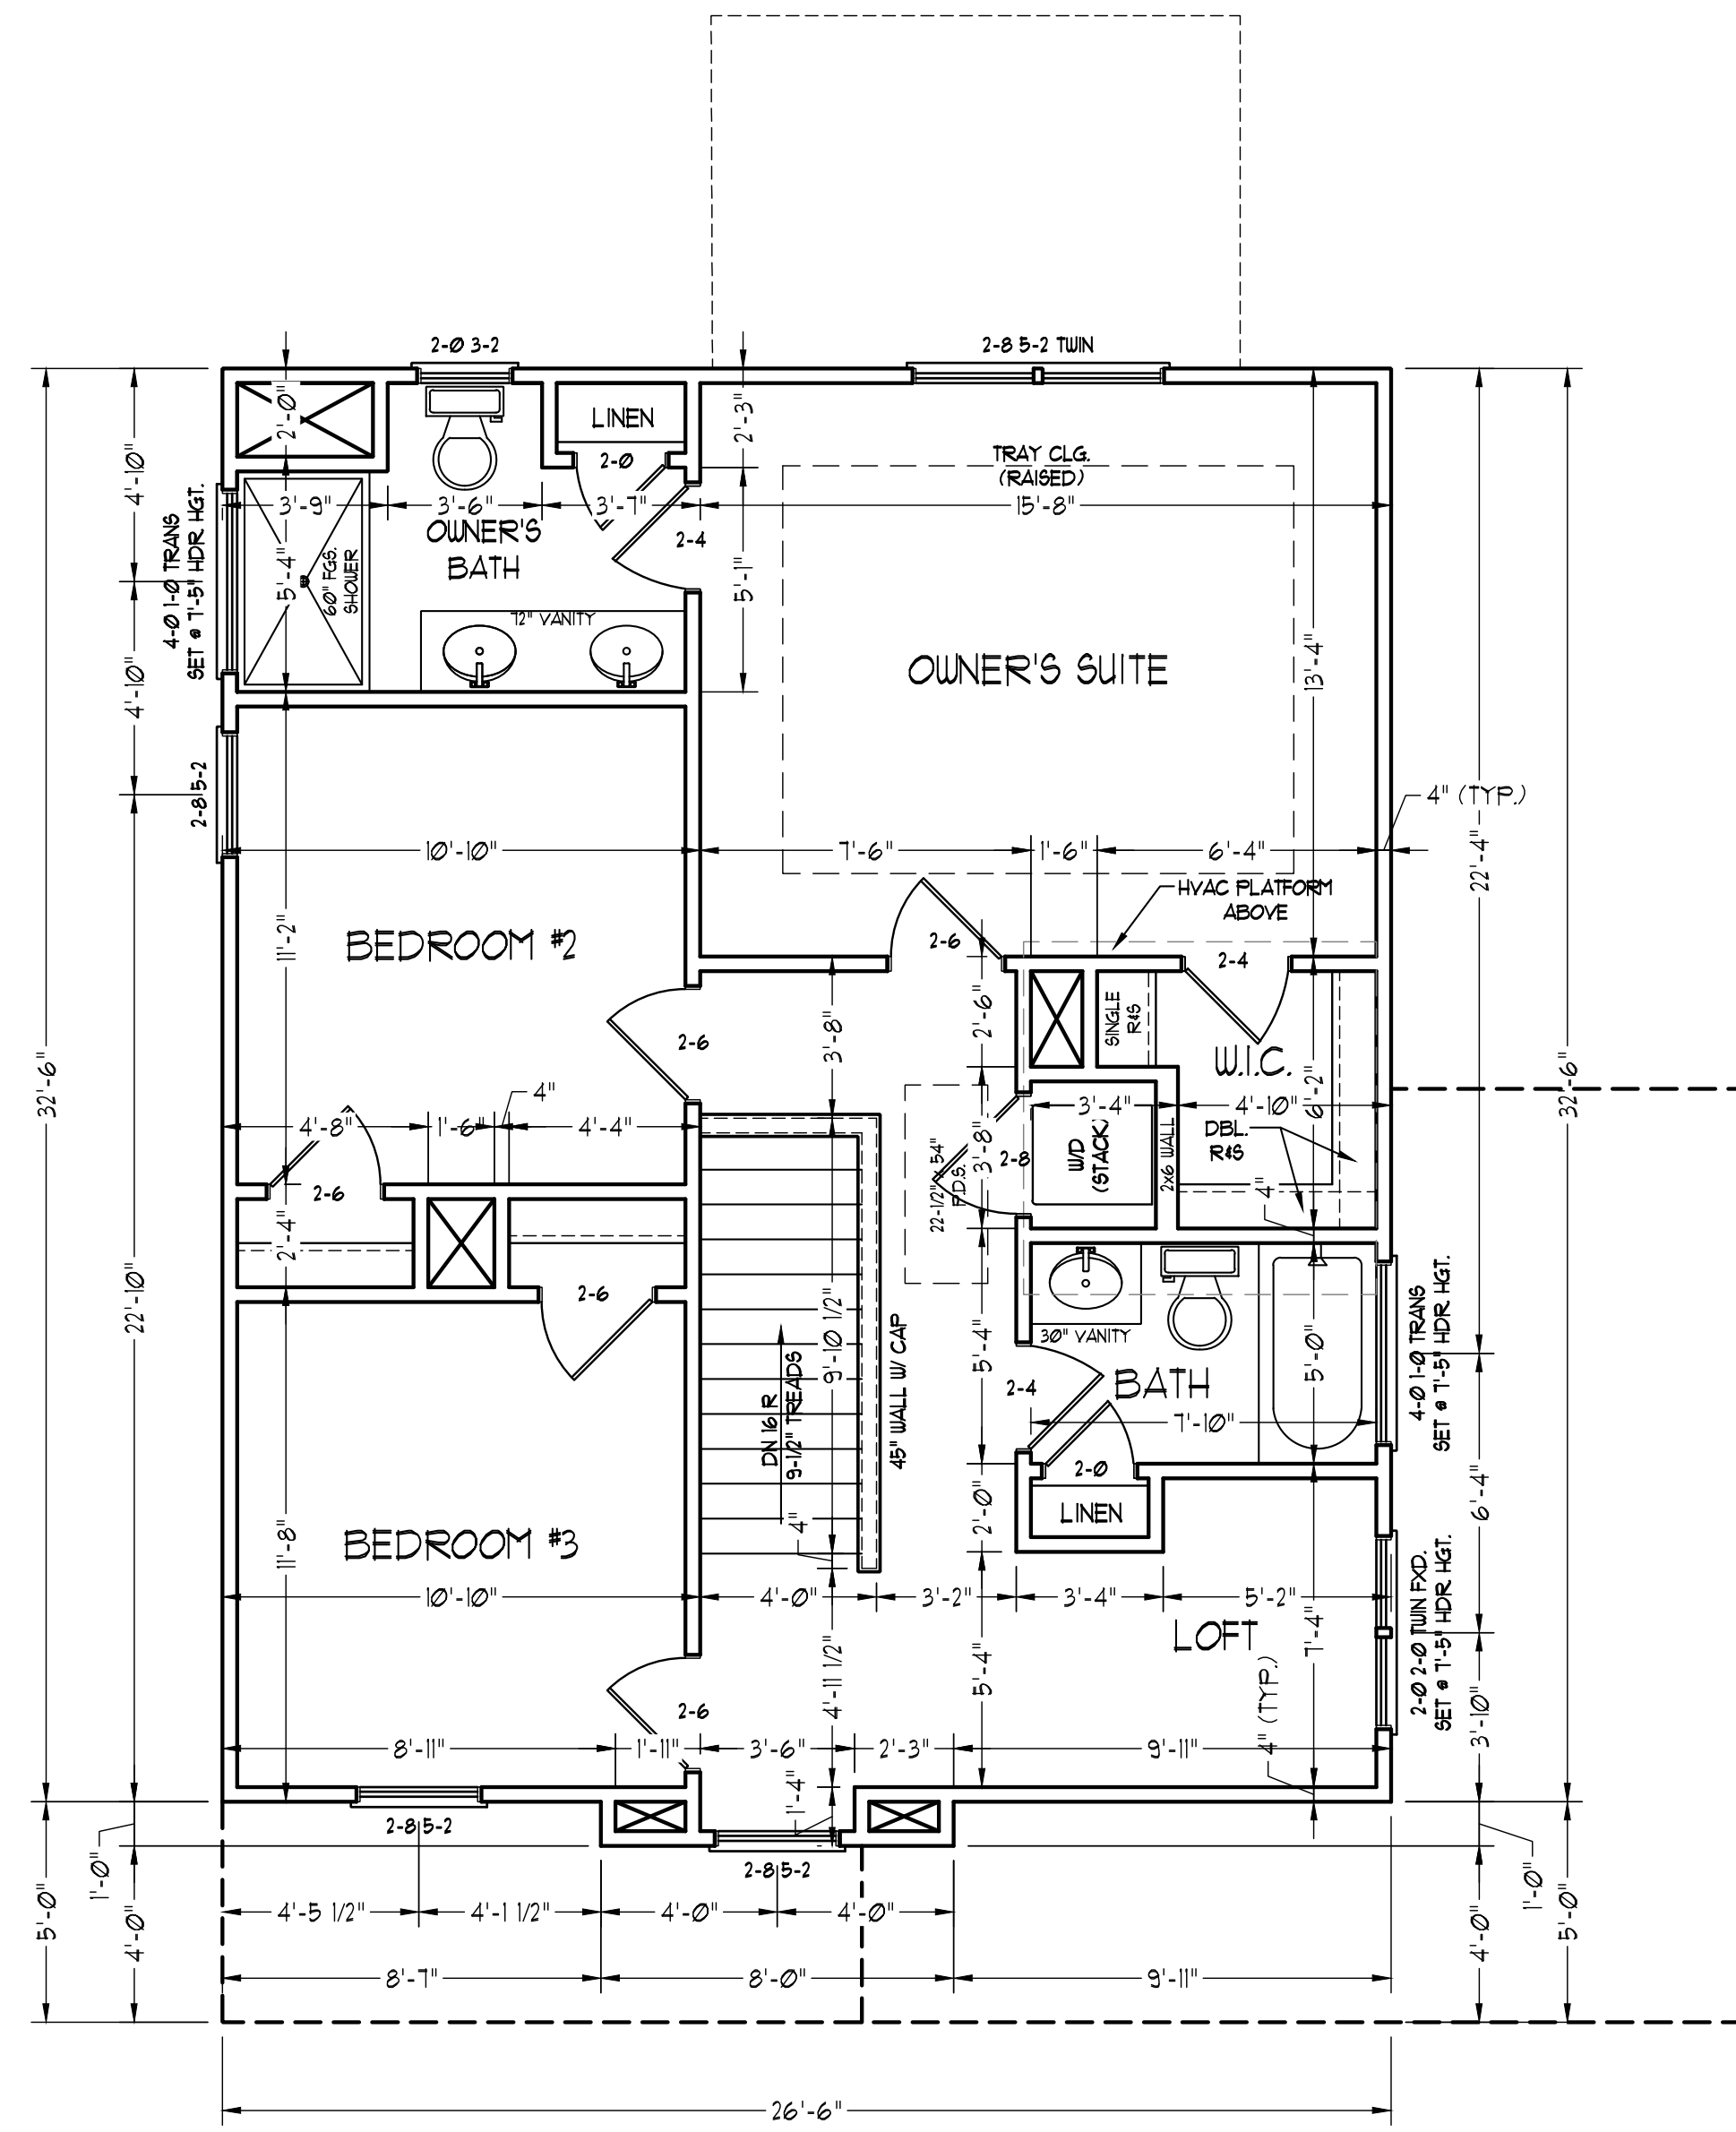 2-Ø 3-2
2-8 5-2 TWIN
2'-0"
LINEN
2-Ø
2'-3"
TRAY CLG.
(RAISED)
4'-10"
4-Ø 1-Ø TRANS
SET @ 7'-5" HDR HGT.
3'-9"
3'-6"
3'-7"
15'-8"
OWNER'S
BATH
2-4
5'-4"
60" FGS.
SHOWER
5'-1"
72" VANITY
OWNER'S SUITE
13'-4"
4'-10"
2-8 5-2
4" (TYP.)
10'-10"
7'-6"
1'-6"
6'-4"
22'-4"
HVAC PLATFORM
ABOVE
BEDROOM #2
11'-2"
2-6
2-4
2'-6"
SINGLE
R&S
3'-8"
2-6
W.I.C.
32'-6"
32'-6"
6'-2"
4"
4'-8"
1'-6"
4'-4"
3'-4"
4'-10"
3'-8"
2-8
W/D
(STACK)
2x6 WALL
DBL.
R&S
22-1/2" x 54"
P.D.S.
2-6
4"
2'-4"
22'-10"
2-6
9'-10 1/2"
45" WALL W/ CAP
5'-4"
30" VANITY
5'-0"
4-Ø 1-Ø TRANS
SET @ 7'-5" HDR HGT.
DN 16 R
9-1/2" TREADS
2-4
BATH
7'-10"
2-Ø
LINEN
2'-0"
6'-4"
BEDROOM #3
11'-8"
4"
10'-10"
4'-0"
3'-2"
3'-4"
5'-2"
LOFT
7'-4"
2-Ø 2-Ø TWIN FXD.
SET @ 7'-5" HDR HGT.
4'-11 1/2"
5'-4"
4" (TYP.)
3'-10"
2-6
8'-11"
1'-11"
3'-6"
2'-3"
9'-11"
1'-4"
2-8 5-2
2-8 5-2
1'-0"
1'-0"
5'-0"
4'-0"
4'-5 1/2"
4'-1 1/2"
4'-0"
4'-0"
4'-0"
5'-0"
8'-7"
8'-0"
9'-11"
26'-6"